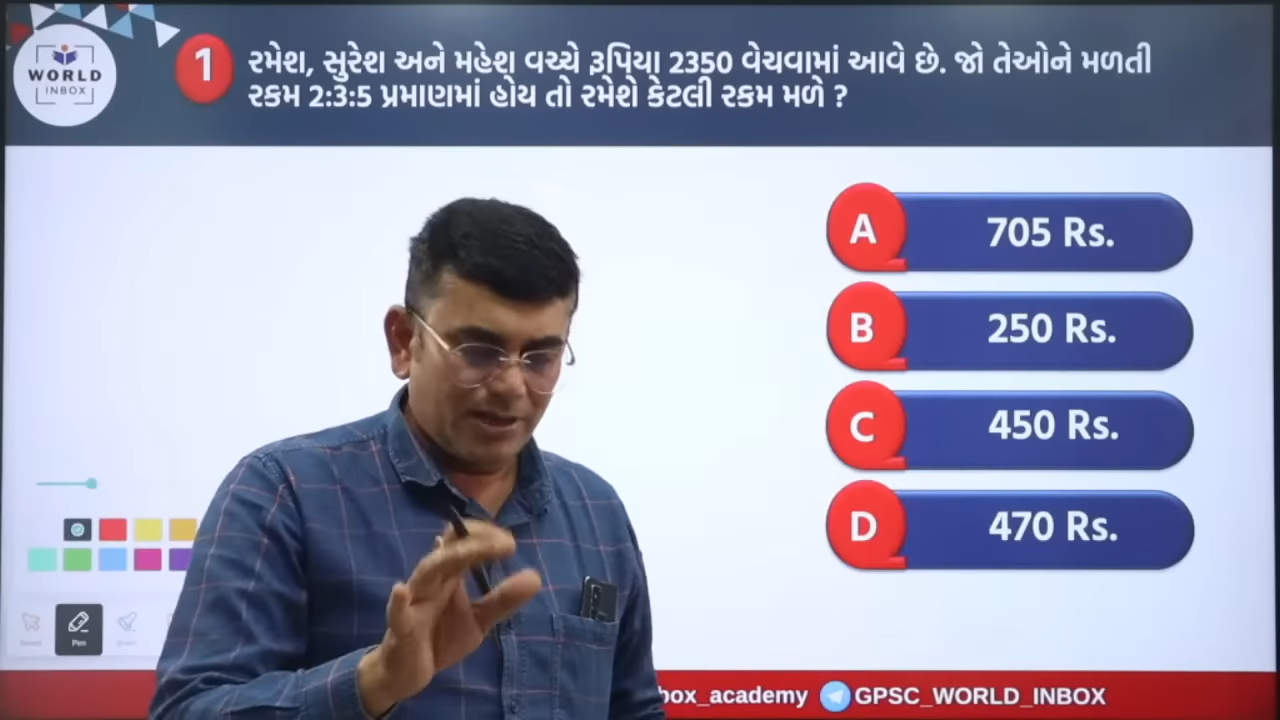 WORLD
INBOX
1
રમેશ, સુરેશ અને મહેશ વચ્ચે રૂપિયા 2350 વેચવામાં આવે છે. જો તેઓને મળતી
રકમ 2:3:5 પ્રમાણમાં હોય તો રમેશે કેટલી રકમ મળે ?
A 705 Rs.
B 250 Rs.
C 450 Rs.
D 470 Rs.
Pen
box_academy GPSC_WORLD_INBOX